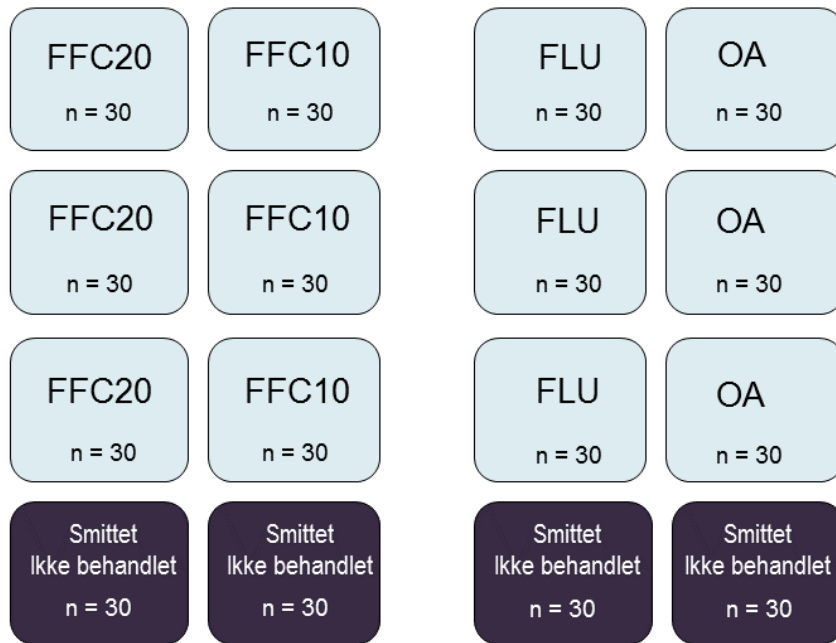 FFC20
n = 30
FFC10
n = 30
FLU
n = 30
OA
n = 30
FFC20
n = 30
FFC10
n = 30
FLU
n = 30
OA
n = 30
FFC20
n = 30
FFC10
n = 30
FLU
n = 30
OA
n = 30
Smittet
Ikke behandlet
n = 30
Smittet
Ikke behandlet
n = 30
Smittet
Ikke behandlet
n = 30
Smittet
Ikke behandlet
n = 30